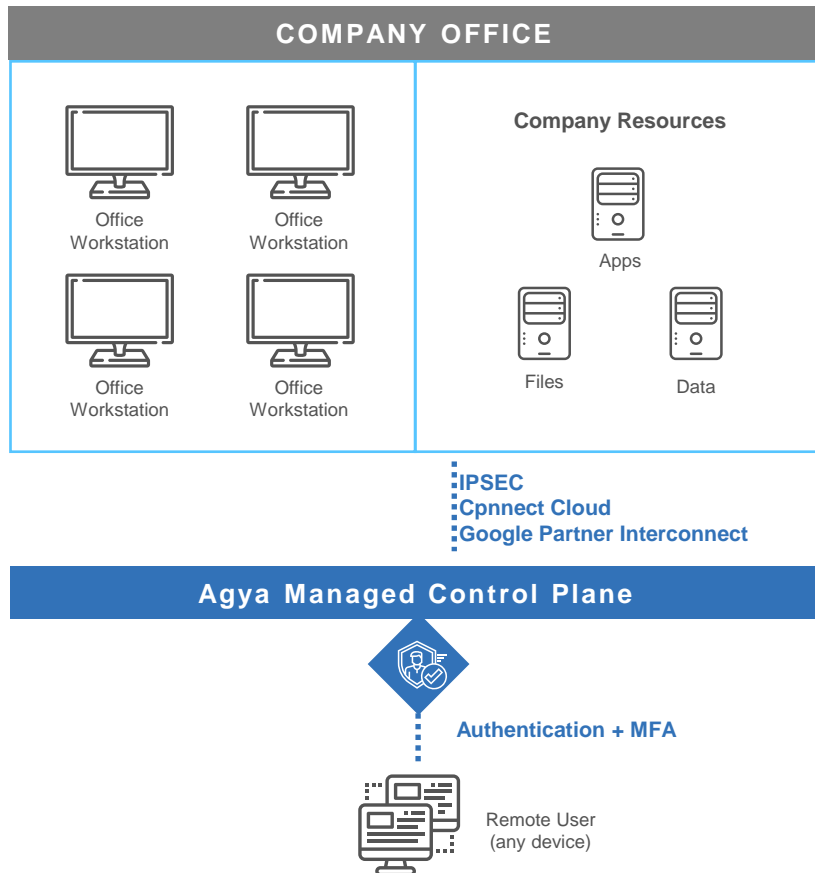 COMPANY OFFICE
Office
Workstation
Office
Workstation
Office
Workstation
Office
Workstation
Company Resources
Apps
Files
Data
IPSEC
Cpnnect Cloud
Google Partner Interconnect
Agya Managed Control Plane
Authentication + MFA
Remote User
(any device)